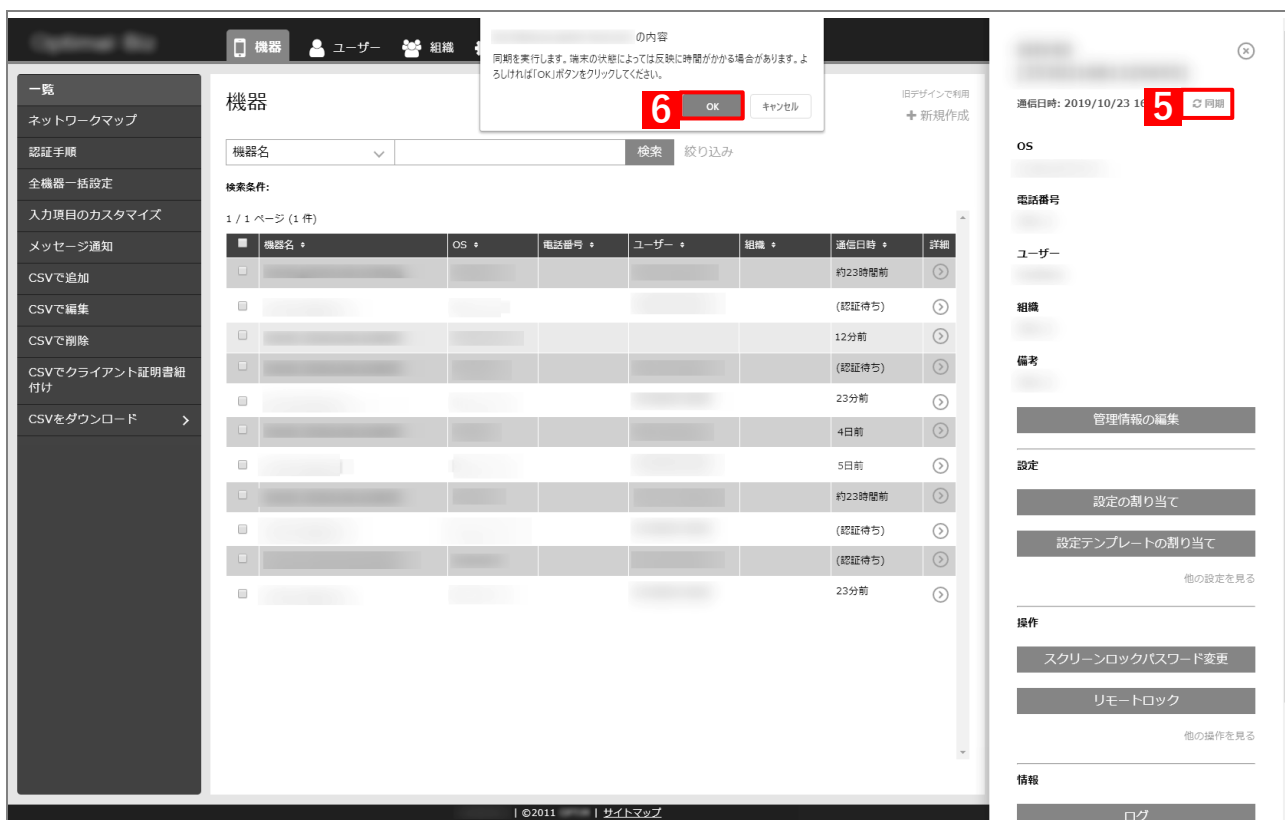 機器
ユーザー
組織
の内容
同期を実行します。端末の状態によっては反映に時間がかかる場合があります。よ
ろしければ「OK」ボタンをクリックしてください。
6
OK
キャンセル
一覧
ネットワークマップ
認証手順
全機器一括設定
入力項目のカスタマイズ
メッセージ通知
CSVで追加
CSVで編集
CSVで削除
CSVでクライアント証明書紐
付け
CSVをダウンロード
機器
旧デザインで利用
新規作成
機器名
検索
絞り込み
検索条件:
1 / 1 ページ (1 件)
機器名 OS 電話番号 ユーザー 組織 通信日時 詳細
約23時間前
(認証待ち)
12分前
(認証待ち)
23分前
4日前
5日前
約23時間前
(認証待ち)
(認証待ち)
23分前
通信日時: 2019/10/23
5
同期
OS
電話番号
ユーザー
組織
備考
管理情報の編集
設定
設定の割り当て
設定テンプレートの割り当て
他の設定を見る
操作
スクリーンロックパスワード変更
リモートロック
他の操作を見る
情報
ログ
| ©2011 | サイトマップ